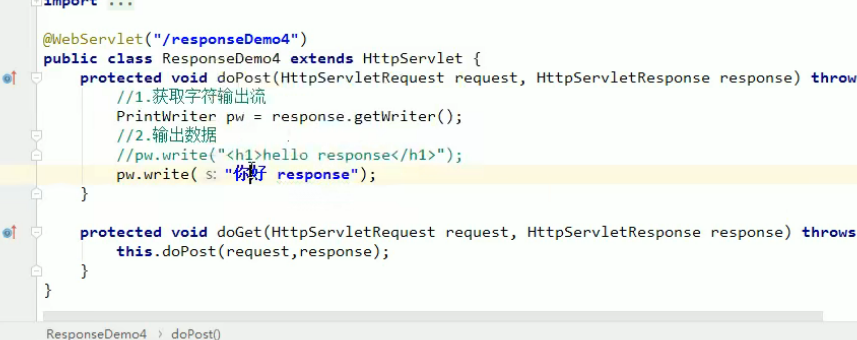 import ...
@WebServlet("/responseDemo4")
public class ResponseDemo4 extends HttpServlet {
protected void doPost(HttpServletRequest request, HttpServletResponse response) throw
//1.获取字符输出流
PrintWriter pw = response.getWriter();
//2.输出数据
//pw.write("<h1>hello response</h1>");
pw.write( s: "你好 response");
}
protected void doGet(HttpServletRequest request, HttpServletResponse response) throws
this.doPost(request,response);
}
}
ResponseDemo4 › doPost()